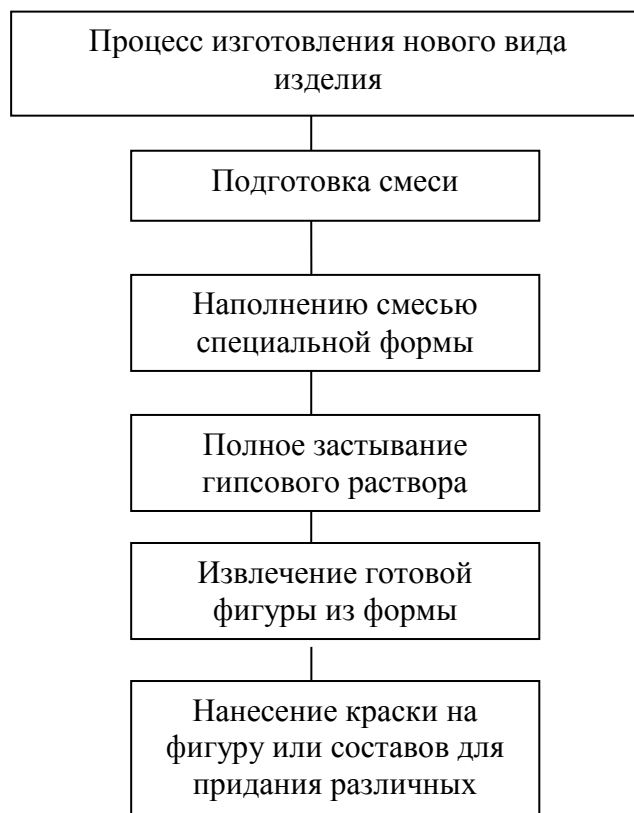 Процесс изготовления нового вида
изделия
Подготовка смеси
Наполнению смесью
специальной формы
Полное застывание
гипсового раствора
Извлечение готовой
фигуры из формы
Нанесение краски на
фигуру или составов для
придания различных